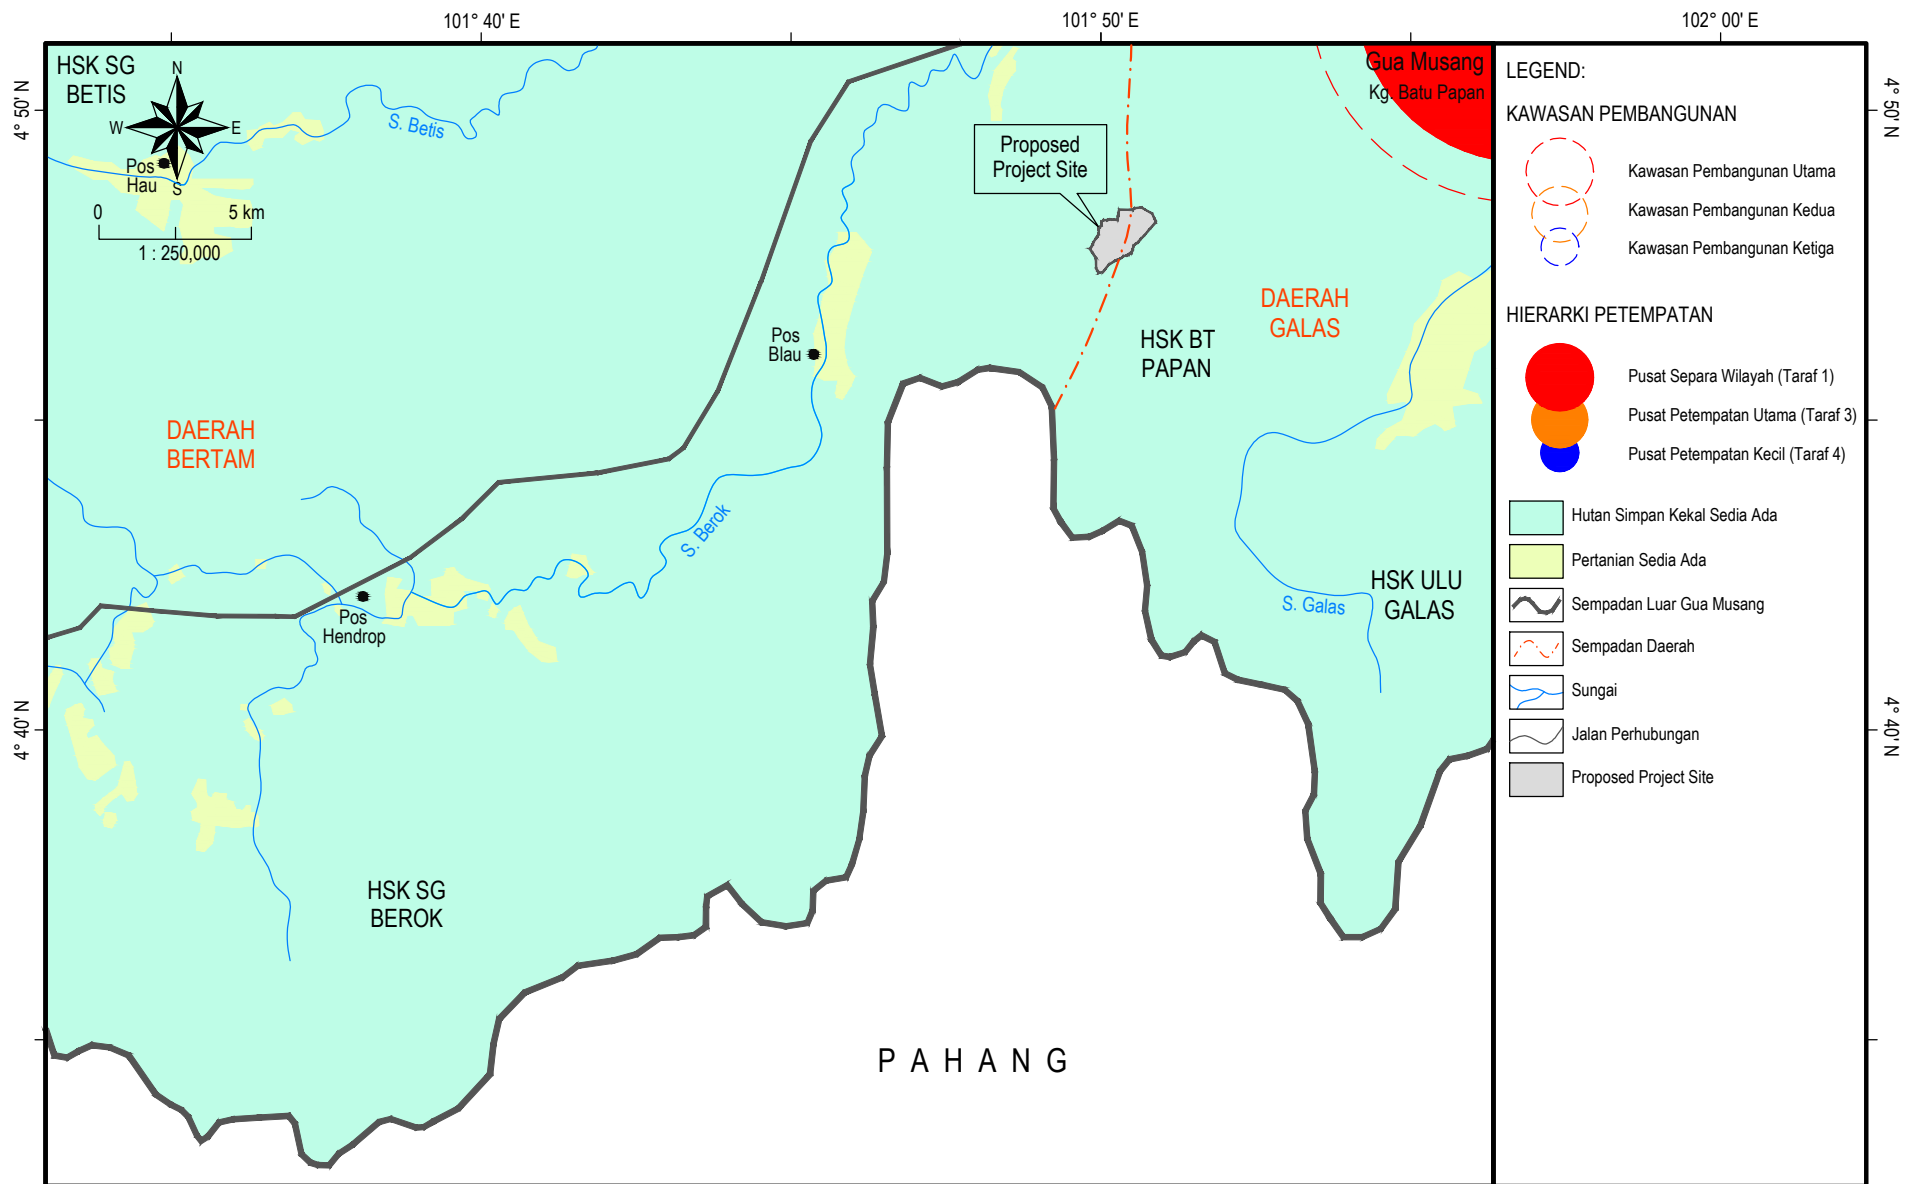 101° 40' E
101° 50' E
102° 00' E
4° 50' N
4° 50' N
4° 40' N
4° 40' N
HSK SG
BETIS
N
W
E
S
Pos
Hau
0
5 km
1 : 250,000
S. Betis
Gua Musang
Kg. Batu Papan
Proposed
Project Site
DAERAH
GALAS
HSK BT
PAPAN
Pos
Blau
DAERAH
BERTAM
S. Berok
Pos
Hendrop
HSK ULU
GALAS
S. Galas
HSK SG
BEROK
PAHANG
LEGEND:
KAWASAN PEMBANGUNAN
Kawasan Pembangunan Utama
Kawasan Pembangunan Kedua
Kawasan Pembangunan Ketiga
HIERARKI PETEMPATAN
Pusat Separa Wilayah (Taraf 1)
Pusat Petempatan Utama (Taraf 3)
Pusat Petempatan Kecil (Taraf 4)
Hutan Simpan Kekal Sedia Ada
Pertanian Sedia Ada
Sempadan Luar Gua Musang
Sempadan Daerah
Sungai
Jalan Perhubungan
Proposed Project Site